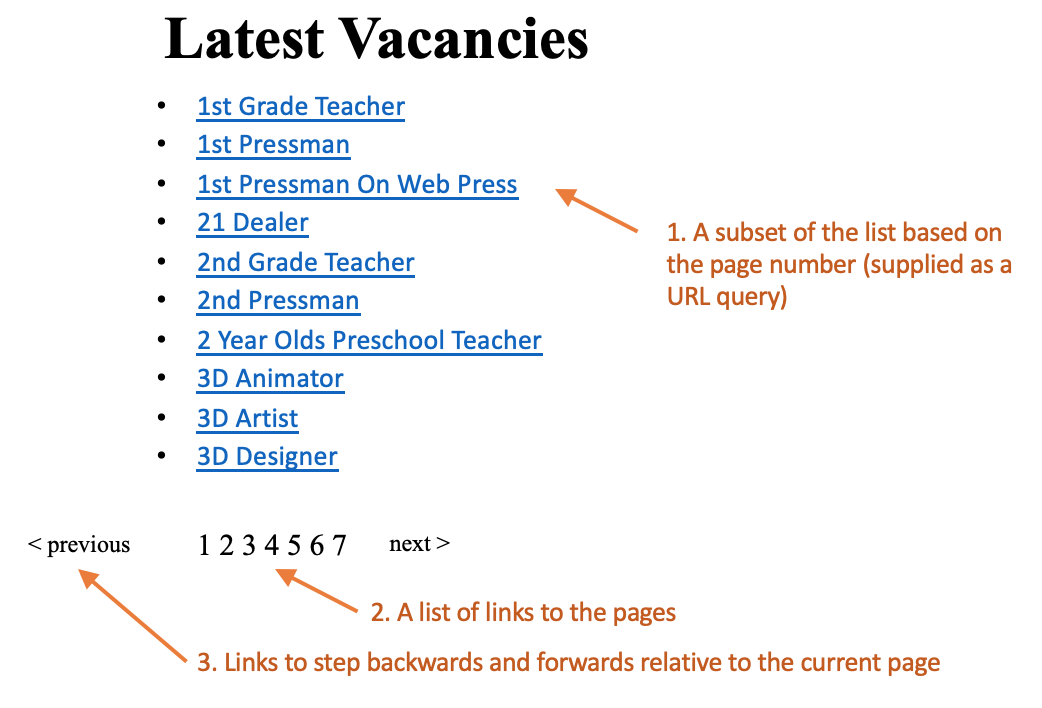 Latest Vacancies
• 1st Grade Teacher
• 1st Pressman
• 1st Pressman On Web Press
• 21 Dealer
• 2nd Grade Teacher
• 2nd Pressman
• 2 Year Olds Preschool Teacher
• 3D Animator
• 3D Artist
• 3D Designer
1. A subset of the list based on
the page number (supplied as a
URL query)
< previous 1 2 3 4 5 6 7 next >
2. A list of links to the pages
3. Links to step backwards and forwards relative to the current page